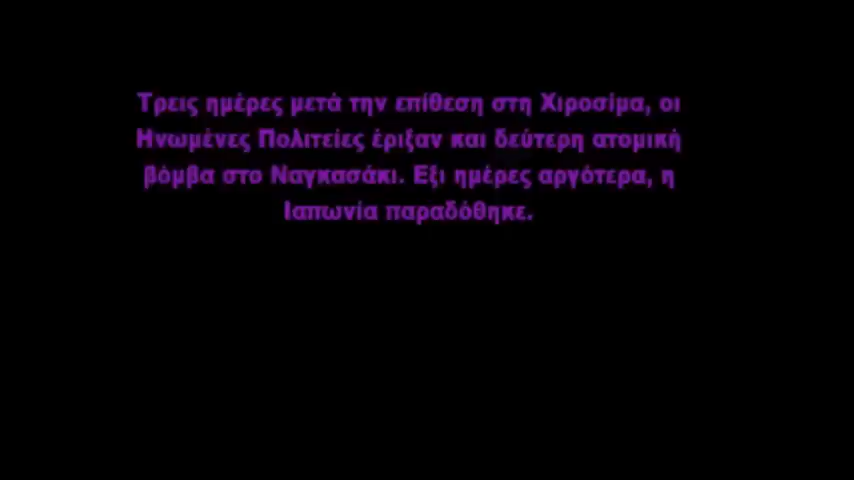 Τρεις ημέρες μετά την επίθεση στη Χιροσίμα, οι
Ηνωμένες Πολιτείες έριξαν και δεύτερη ατομική
βόμβα στο Ναγκασάκι. Εξι ημέρες αργότερα, η
Ιαπωνία παραδόθηκε.